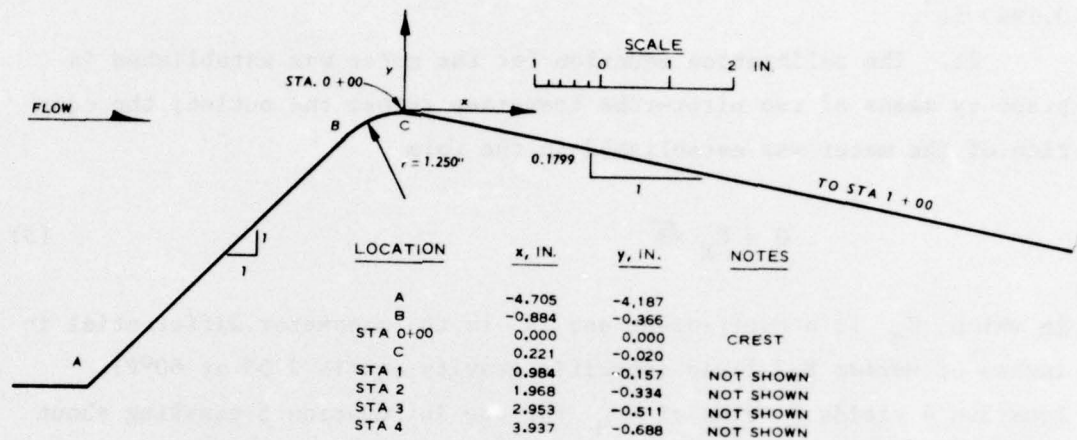 y
SCALE
2 IN.
STA. 0+00
x
FLOW
B
C
r = 1.250"
0.1799
1
TO STA 1 + 00
1
1
LOCATION x, IN. y, IN. NOTES
A -4.705 -4.187
B -0.884 -0.366
STA 0+00 0.000 0.000 CREST
C 0.221 -0.020
STA 1 0.984 -0.157 NOT SHOWN
STA 2 1.968 -0.334 NOT SHOWN
STA 3 2.953 -0.511 NOT SHOWN
STA 4 3.937 -0.688 NOT SHOWN
A